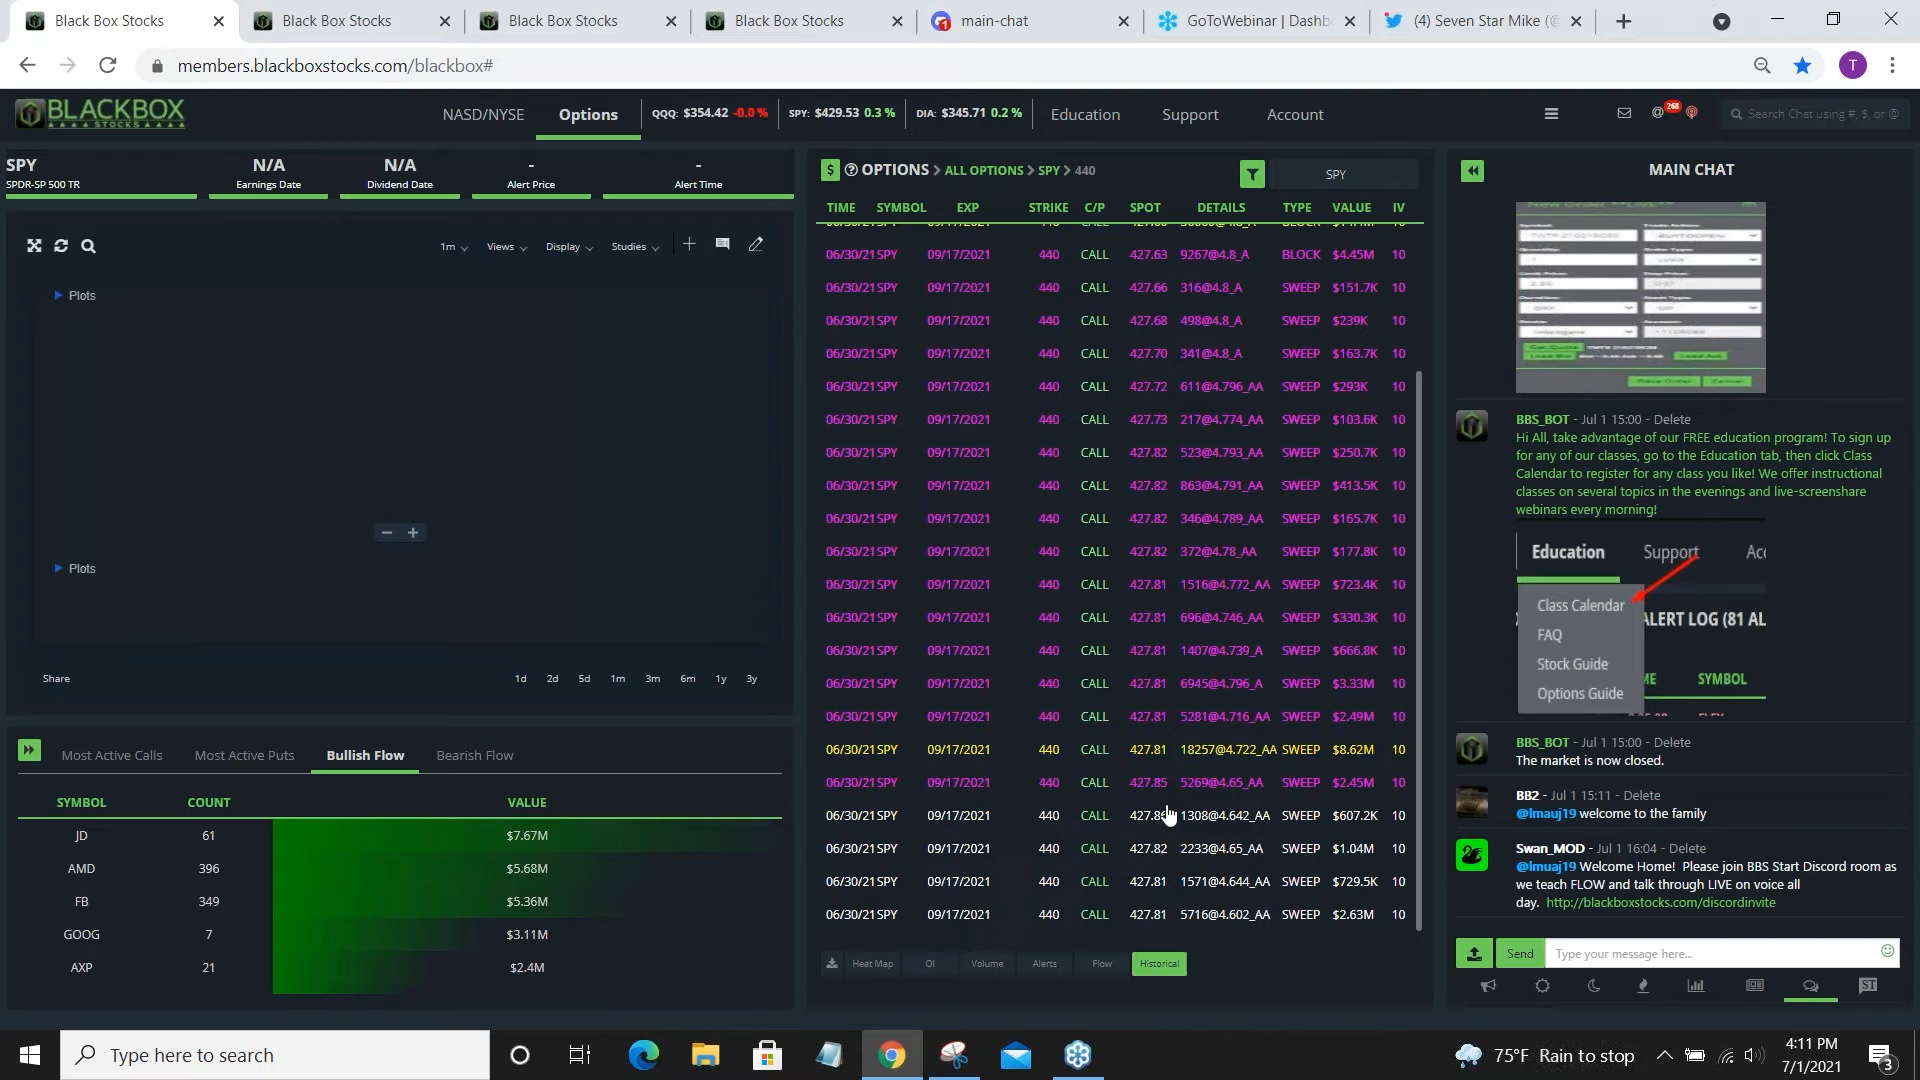 Black Box Stocks
Black Box Stocks
Black Box Stocks
Black Box Stocks
main-chat
GoToWebinar | Dashb
(4) Seven Star Mike (@
members.blackboxstocks.com/blackbox#
T
BLACKBOX
STOCKS
NASD/NYSE
Options
QQQ: $354.42 -0.0 %
SPY: $429.53 0.3 %
DIA: $345.71 0.2 %
Education
Support
Account
268
Search Chat using #, $, or @
SPY
SPDR-SP 500 TR
N/A
Earnings Date
N/A
Dividend Date
-
Alert Price
-
Alert Time
1m
Views
Display
Studies
Plots
Plots
Share
1d 2d 5d 1m 3m 6m 1y 3y
Most Active Calls
Most Active Puts
Bullish Flow
Bearish Flow
SYMBOL COUNT VALUE
JD 61 $7.67M
AMD 396 $5.68M
FB 349 $5.36M
GOOG 7 $3.11M
AXP 21 $2.4M
$ OPTIONS > ALL OPTIONS > SPY > 440
SPY
TIME SYMBOL EXP STRIKE C/P SPOT DETAILS TYPE VALUE IV
06/30/21 SPY 09/17/2021 440 CALL 427.63 9267@4.8_A BLOCK $4.45M 10
06/30/21 SPY 09/17/2021 440 CALL 427.66 316@4.8_A SWEEP $151.7K 10
06/30/21 SPY 09/17/2021 440 CALL 427.68 498@4.8_A SWEEP $239K 10
06/30/21 SPY 09/17/2021 440 CALL 427.70 341@4.8_A SWEEP $163.7K 10
06/30/21 SPY 09/17/2021 440 CALL 427.72 611@4.796_AA SWEEP $293K 10
06/30/21 SPY 09/17/2021 440 CALL 427.73 217@4.774_AA SWEEP $103.6K 10
06/30/21 SPY 09/17/2021 440 CALL 427.82 523@4.793_AA SWEEP $250.7K 10
06/30/21 SPY 09/17/2021 440 CALL 427.82 863@4.791_AA SWEEP $413.5K 10
06/30/21 SPY 09/17/2021 440 CALL 427.82 346@4.789_AA SWEEP $165.7K 10
06/30/21 SPY 09/17/2021 440 CALL 427.82 372@4.78_AA SWEEP $177.8K 10
06/30/21 SPY 09/17/2021 440 CALL 427.81 1516@4.772_AA SWEEP $723.4K 10
06/30/21 SPY 09/17/2021 440 CALL 427.81 696@4.746_AA SWEEP $330.3K 10
06/30/21 SPY 09/17/2021 440 CALL 427.81 1407@4.739_A SWEEP $666.8K 10
06/30/21 SPY 09/17/2021 440 CALL 427.81 6945@4.796_A SWEEP $3.33M 10
06/30/21 SPY 09/17/2021 440 CALL 427.81 5281@4.716_AA SWEEP $2.49M 10
06/30/21 SPY 09/17/2021 440 CALL 427.81 18257@4.722_AA SWEEP $8.62M 10
06/30/21 SPY 09/17/2021 440 CALL 427.85 5269@4.65_AA SWEEP $2.45M 10
06/30/21 SPY 09/17/2021 440 CALL 1308@4.642_AA SWEEP $607.2K 10
06/30/21 SPY 09/17/2021 440 CALL 427.82 2233@4.65_AA SWEEP $1.04M 10
06/30/21 SPY 09/17/2021 440 CALL 427.81 1571@4.644_AA SWEEP $729.5K 10
06/30/21 SPY 09/17/2021 440 CALL 427.81 5716@4.602_AA SWEEP $2.63M 10
Heat Map OI Volume Alerts Flow Historical
MAIN CHAT
BBS_BOT - Jul 1 15:00 - Delete
Hi All, take advantage of our FREE education program! To sign up
for any of our classes, go to the Education tab, then click Class
Calendar to register for any class you like! We offer instructional
classes on several topics in the evenings and live-screenshare
webinars every morning!
Education Support Acc
Class Calendar
ALERT LOG (81 AL
FAQ
Stock Guide
ME SYMBOL
Options Guide
BBS_BOT - Jul 1 15:00 - Delete
The market is now closed.
BB2 - Jul 1 15:11 - Delete
@lmauj19 welcome to the family
Swan_MOD - Jul 1 16:04 - Delete
@lmuaj19 Welcome Home! Please join BBS Start Discord room as
we teach FLOW and talk through LIVE on voice all
day. http://blackboxstocks.com/discordinvite
Send
Type your message here...
ST
Type here to search
75°F Rain to stop
4:11 PM
7/1/2021
3